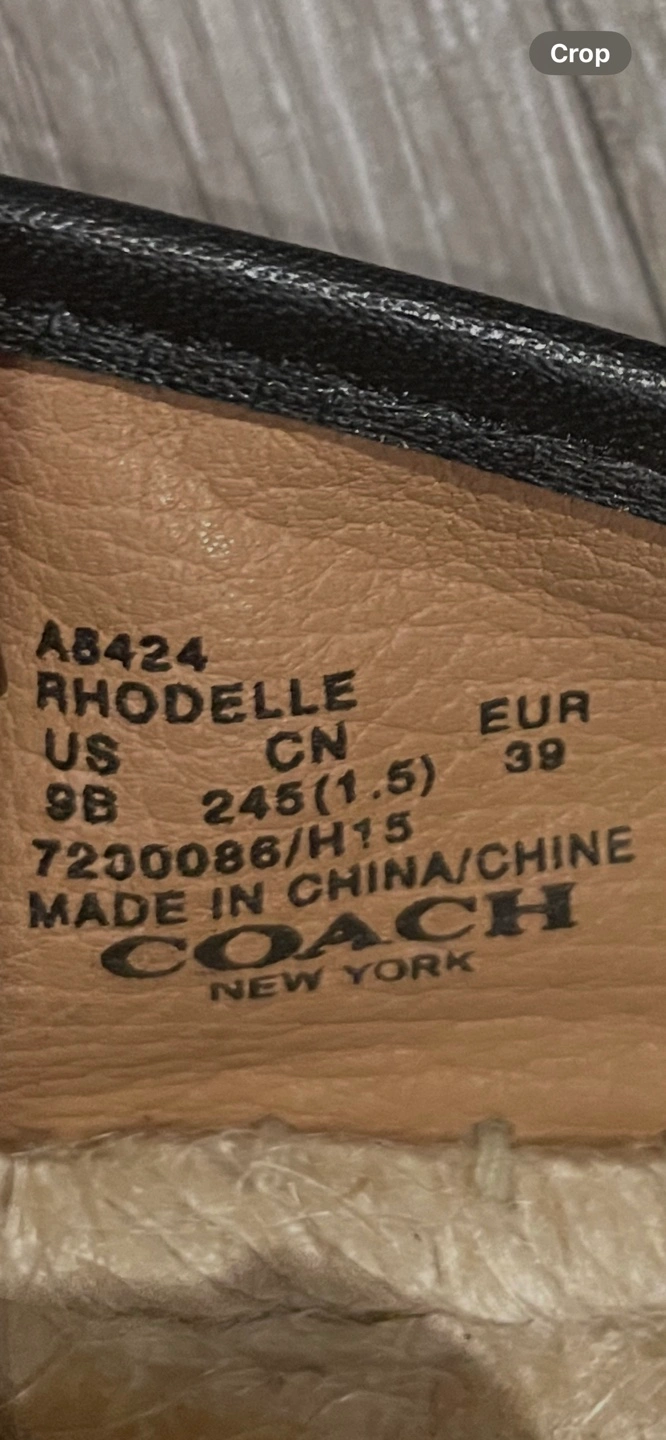 Crop
A8424
RHODELLE
US CN EUR
9B 245(1.5) 39
7200086/H15
MADE IN CHINA/CHINE
COACH
NEW YORK